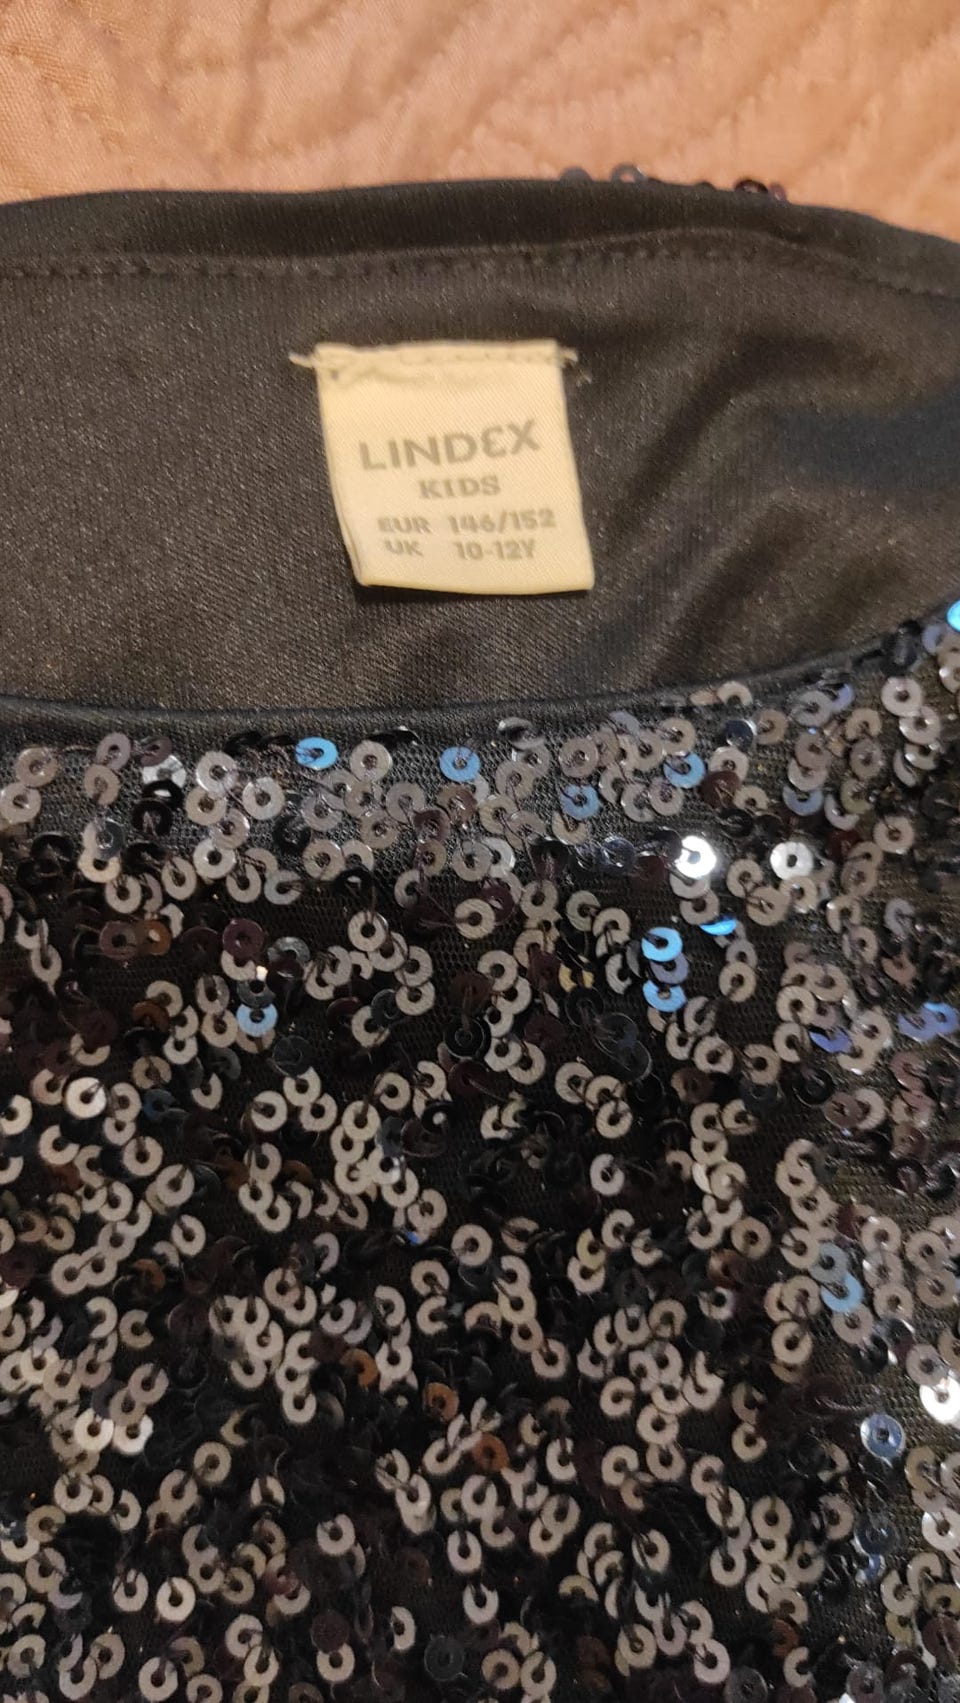 LINDEX
KIDS
EUR 146/152
UK 10-12Y